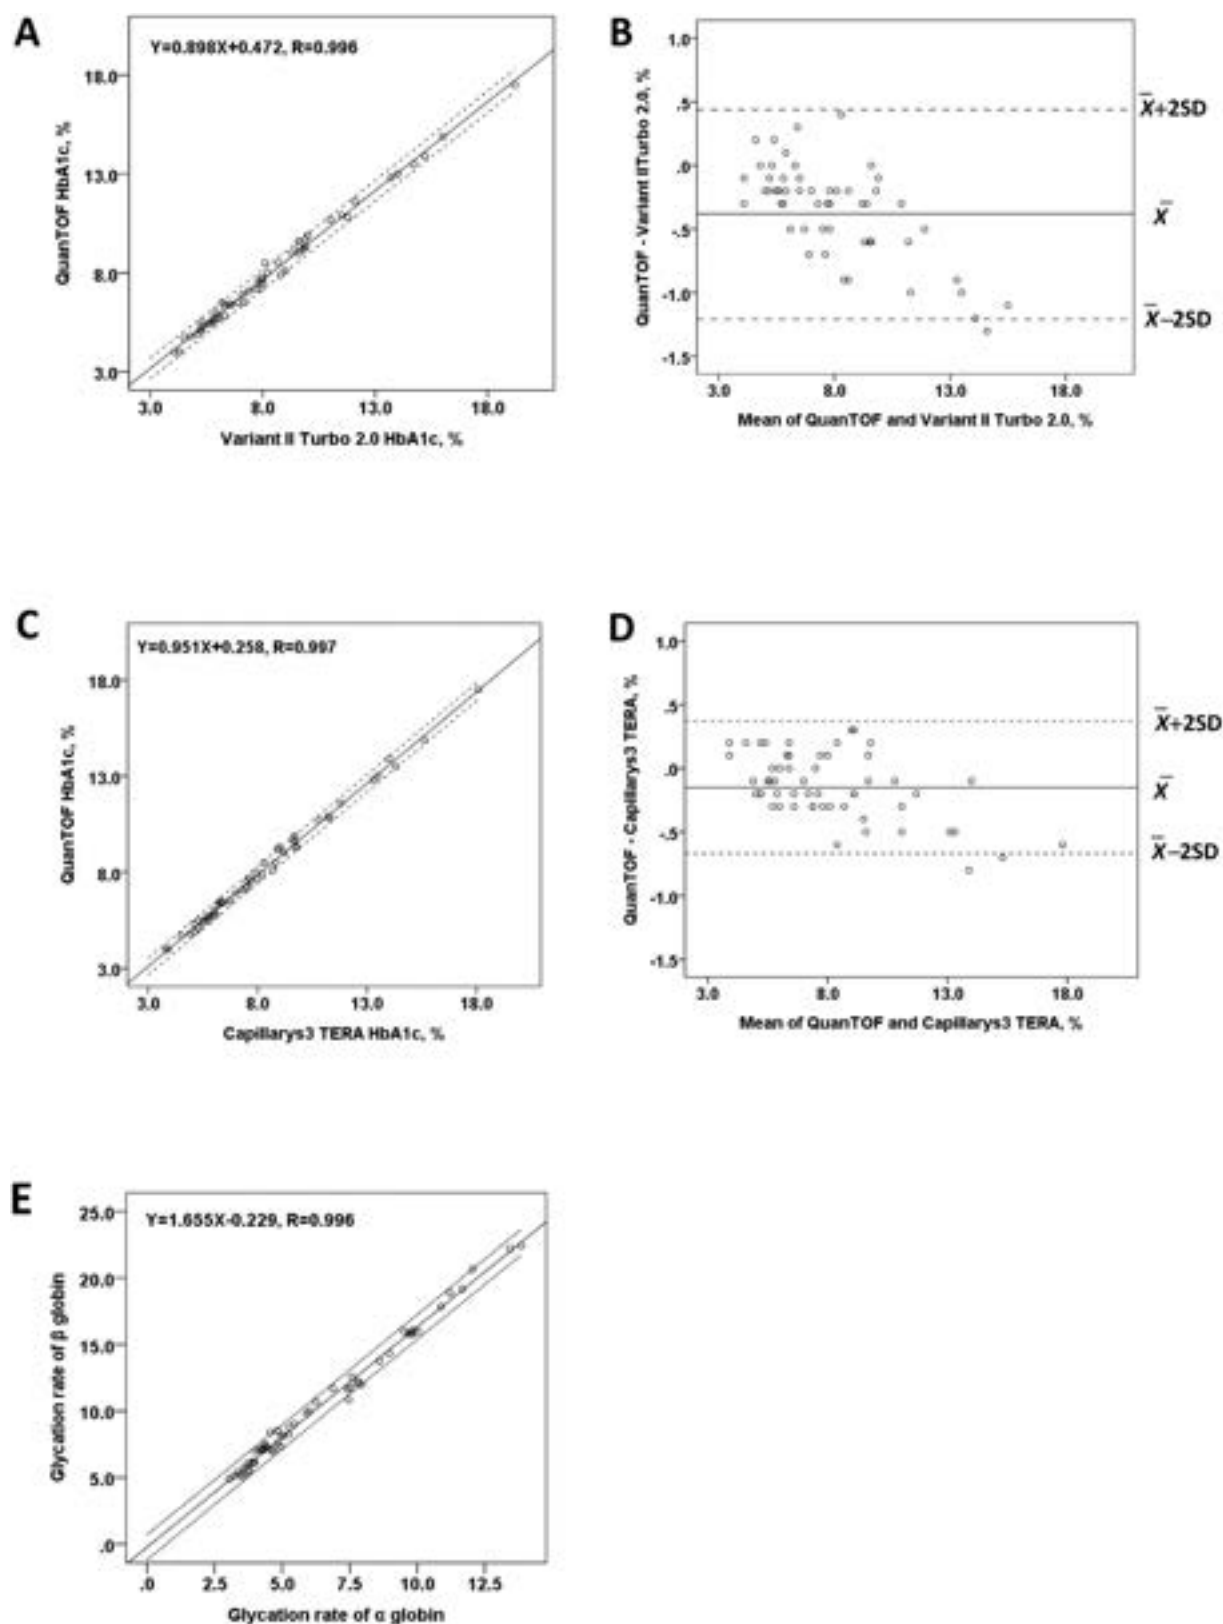 A
Y=0.898X+0.472, R=0.996
QuanTOF HbA1c, %
18.0
13.0
8.0
3.0
3.0 8.0 13.0 18.0
Variant II Turbo 2.0 HbA1c, %
B
QuanTOF - Variant IITurbo 2.0, %
1.0
.5
.0
-.5
-1.0
-1.5
X̅+2SD
X̅
X̅−2SD
3.0 8.0 13.0 18.0
Mean of QuanTOF and Variant II Turbo 2.0, %
C
Y=0.951X+0.258, R=0.997
QuanTOF HbA1c, %
18.0
13.0
8.0
3.0
3.0 8.0 13.0 18.0
Capillarys3 TERA HbA1c, %
D
QuanTOF - Capillarys3 TERA, %
1.0
.5
.0
-.5
-1.0
-1.5
X̅+2SD
X̅
X̅−2SD
3.0 8.0 13.0 18.0
Mean of QuanTOF and Capillarys3 TERA, %
E
Y=1.655X-0.229, R=0.996
Glycation rate of β globin
25.0
20.0
15.0
10.0
5.0
.0
.0 2.5 5.0 7.5 10.0 12.5
Glycation rate of α globin